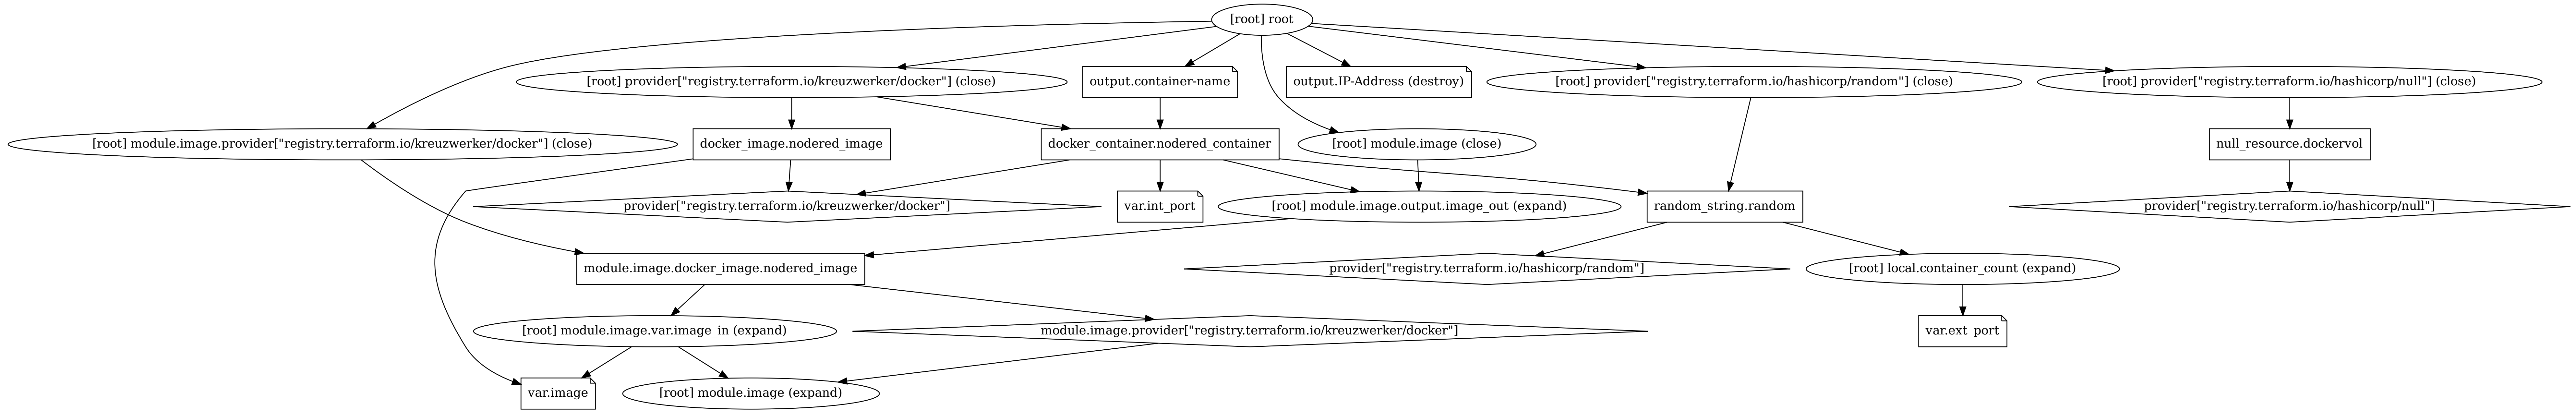 [root] root
[root] provider["registry.terraform.io/kreuzwerker/docker"] (close)
output.container-name
output.IP-Address (destroy)
[root] provider["registry.terraform.io/hashicorp/random"] (close)
[root] provider["registry.terraform.io/hashicorp/null"] (close)
[root] module.image.provider["registry.terraform.io/kreuzwerker/docker"] (close)
docker_image.nodered_image
docker_container.nodered_container
[root] module.image (close)
null_resource.dockervol
provider["registry.terraform.io/kreuzwerker/docker"]
var.int_port
[root] module.image.output.image_out (expand)
random_string.random
provider["registry.terraform.io/hashicorp/null"]
module.image.docker_image.nodered_image
provider["registry.terraform.io/hashicorp/random"]
[root] local.container_count (expand)
[root] module.image.var.image_in (expand)
module.image.provider["registry.terraform.io/kreuzwerker/docker"]
var.ext_port
var.image
[root] module.image (expand)